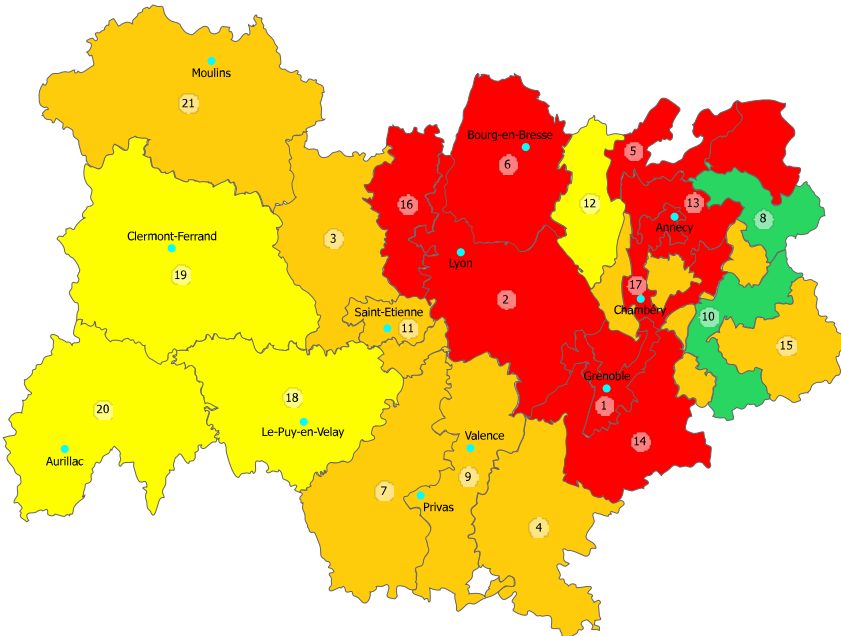 Moulins
21
Bourg-en-Bresse
6
5
12
16
13
8
Annecy
Clermont-Ferrand
19
3
Lyon
17
2
Chambéry
10
Saint-Etienne
11
15
Grenoble
1
18
20
Le-Puy-en-Velay
14
Valence
Aurillac
9
7
Privas
4